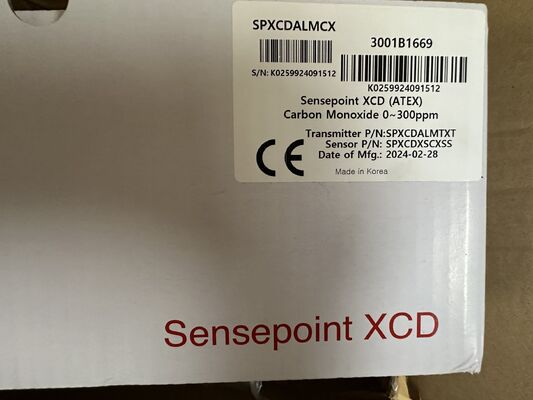 SPXCDALMCX
3001B1669
S/N: K0259924091512
K0259924091512
Sensepoint XCD (ATEX)
Carbon Monoxide 0~300ppm
Transmitter P/N:SPXCDALMTXT
Sensor P/N: SPXCDXSCXSS
Date of Mfg.: 2024-02-28
CE
Made in Korea
Sensepoint XCD